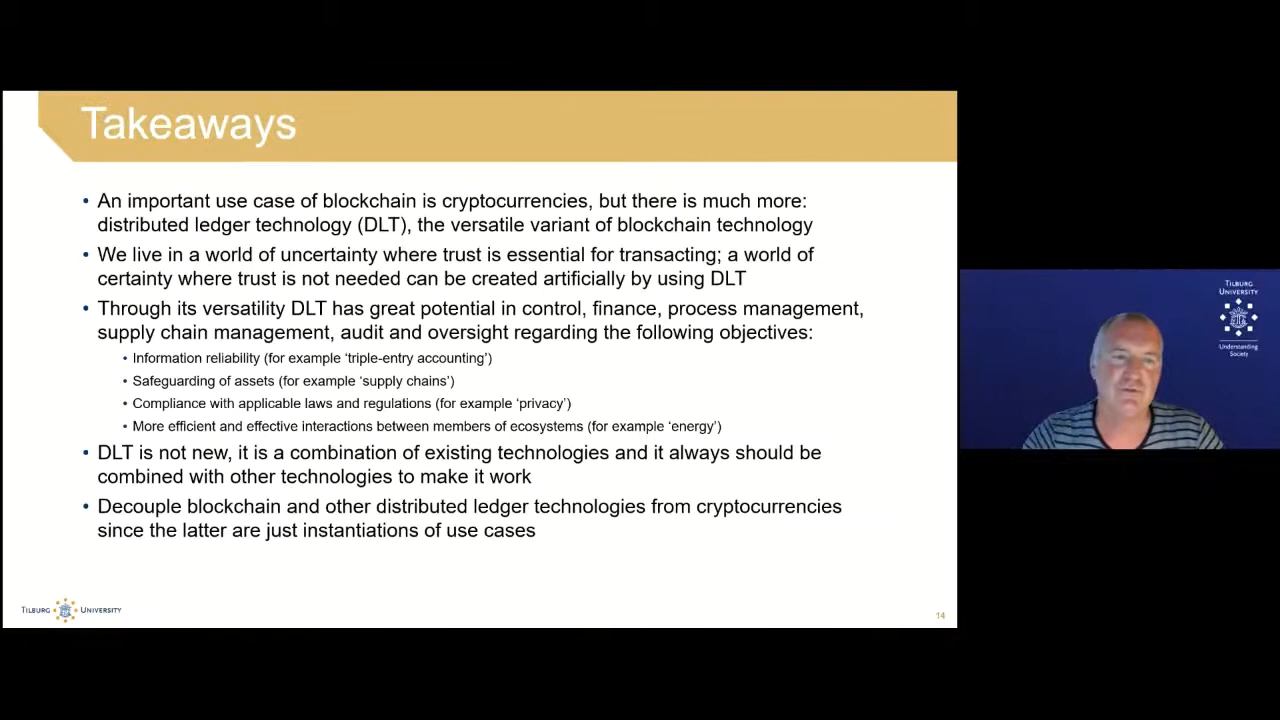 Takeaways
• An important use case of blockchain is cryptocurrencies, but there is much more:
distributed ledger technology (DLT), the versatile variant of blockchain technology
• We live in a world of uncertainty where trust is essential for transacting; a world of
certainty where trust is not needed can be created artificially by using DLT
• Through its versatility DLT has great potential in control, finance, process management,
supply chain management, audit and oversight regarding the following objectives:
• Information reliability (for example ‘triple-entry accounting’)
• Safeguarding of assets (for example ‘supply chains’)
• Compliance with applicable laws and regulations (for example ‘privacy’)
• More efficient and effective interactions between members of ecosystems (for example ‘energy’)
• DLT is not new, it is a combination of existing technologies and it always should be
combined with other technologies to make it work
• Decouple blockchain and other distributed ledger technologies from cryptocurrencies
since the latter are just instantiations of use cases
TILBURG UNIVERSITY
14
TILBURG
UNIVERSITY
Understanding
Society